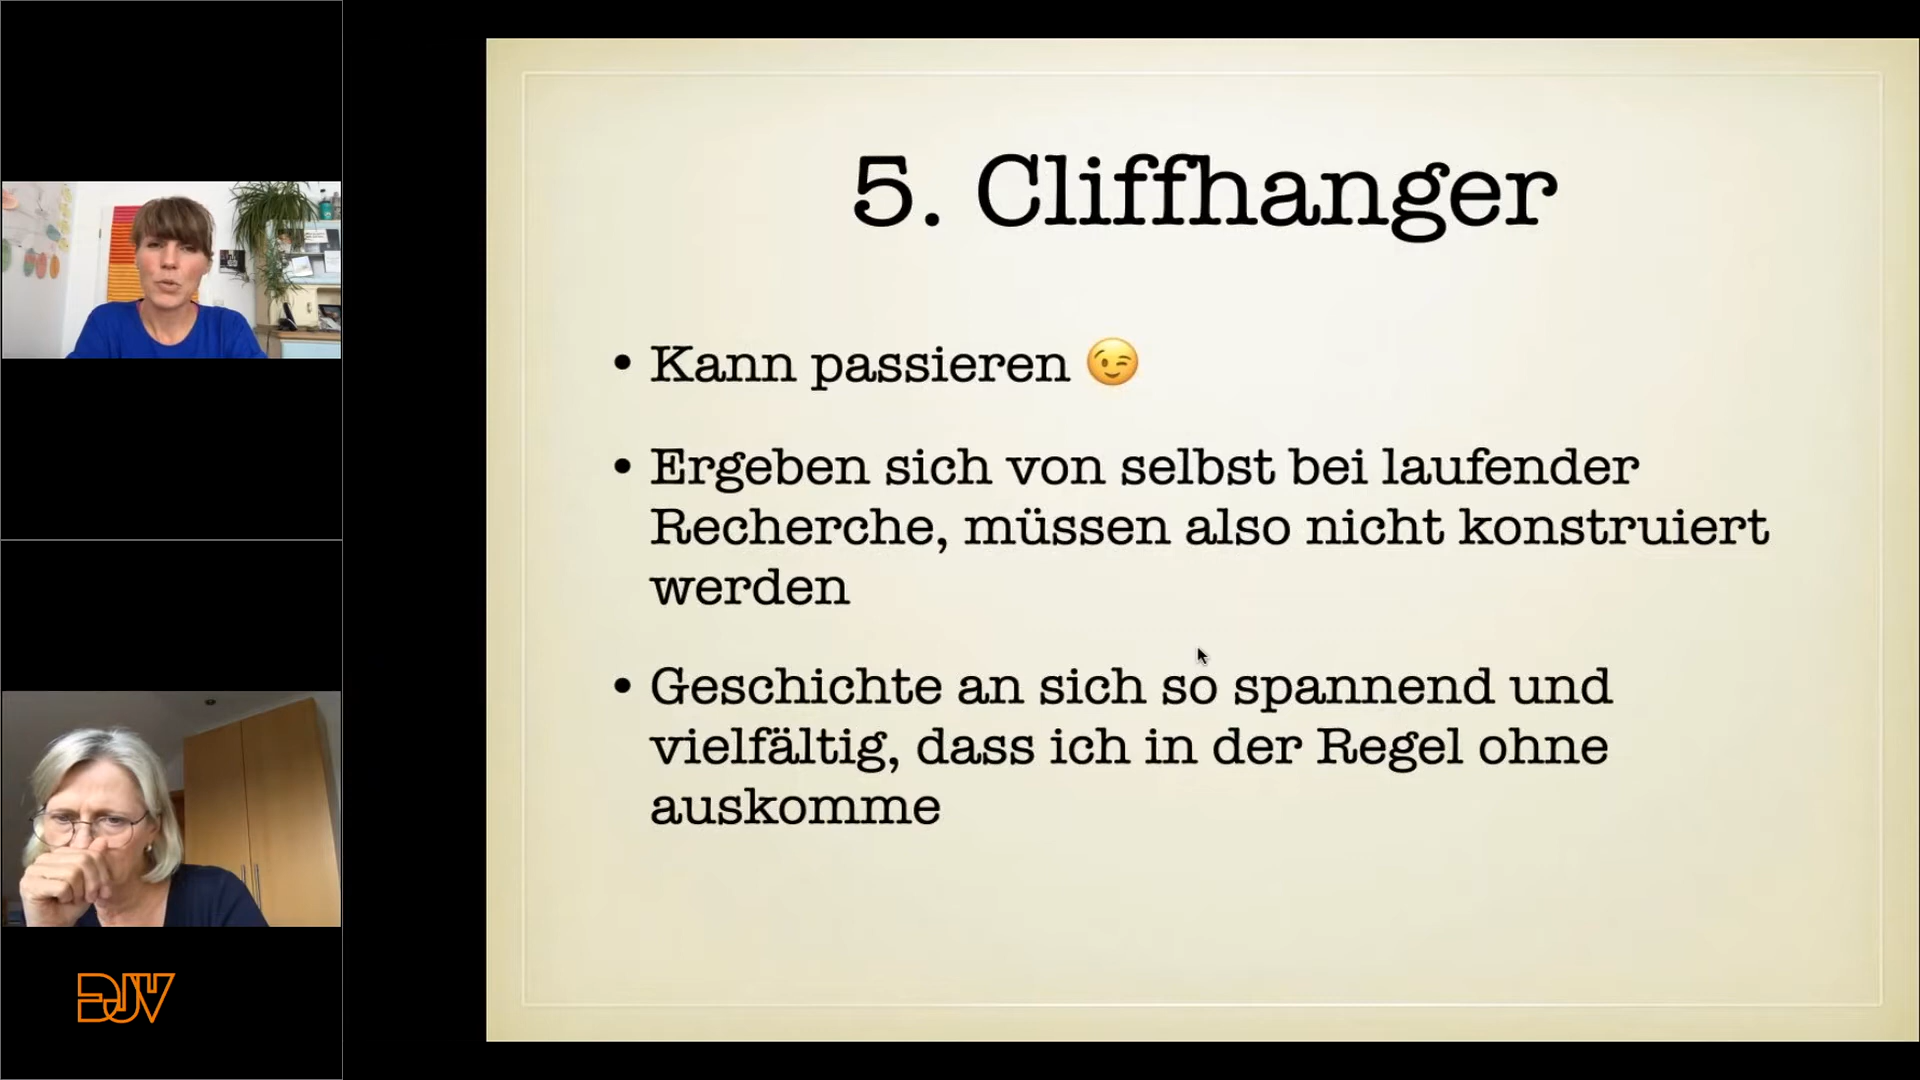 5. Cliffhanger
• Kann passieren 😉
• Ergeben sich von selbst bei laufender
Recherche, müssen also nicht konstruiert
werden
• Geschichte an sich so spannend und
vielfältig, dass ich in der Regel ohne
auskomme
DJV